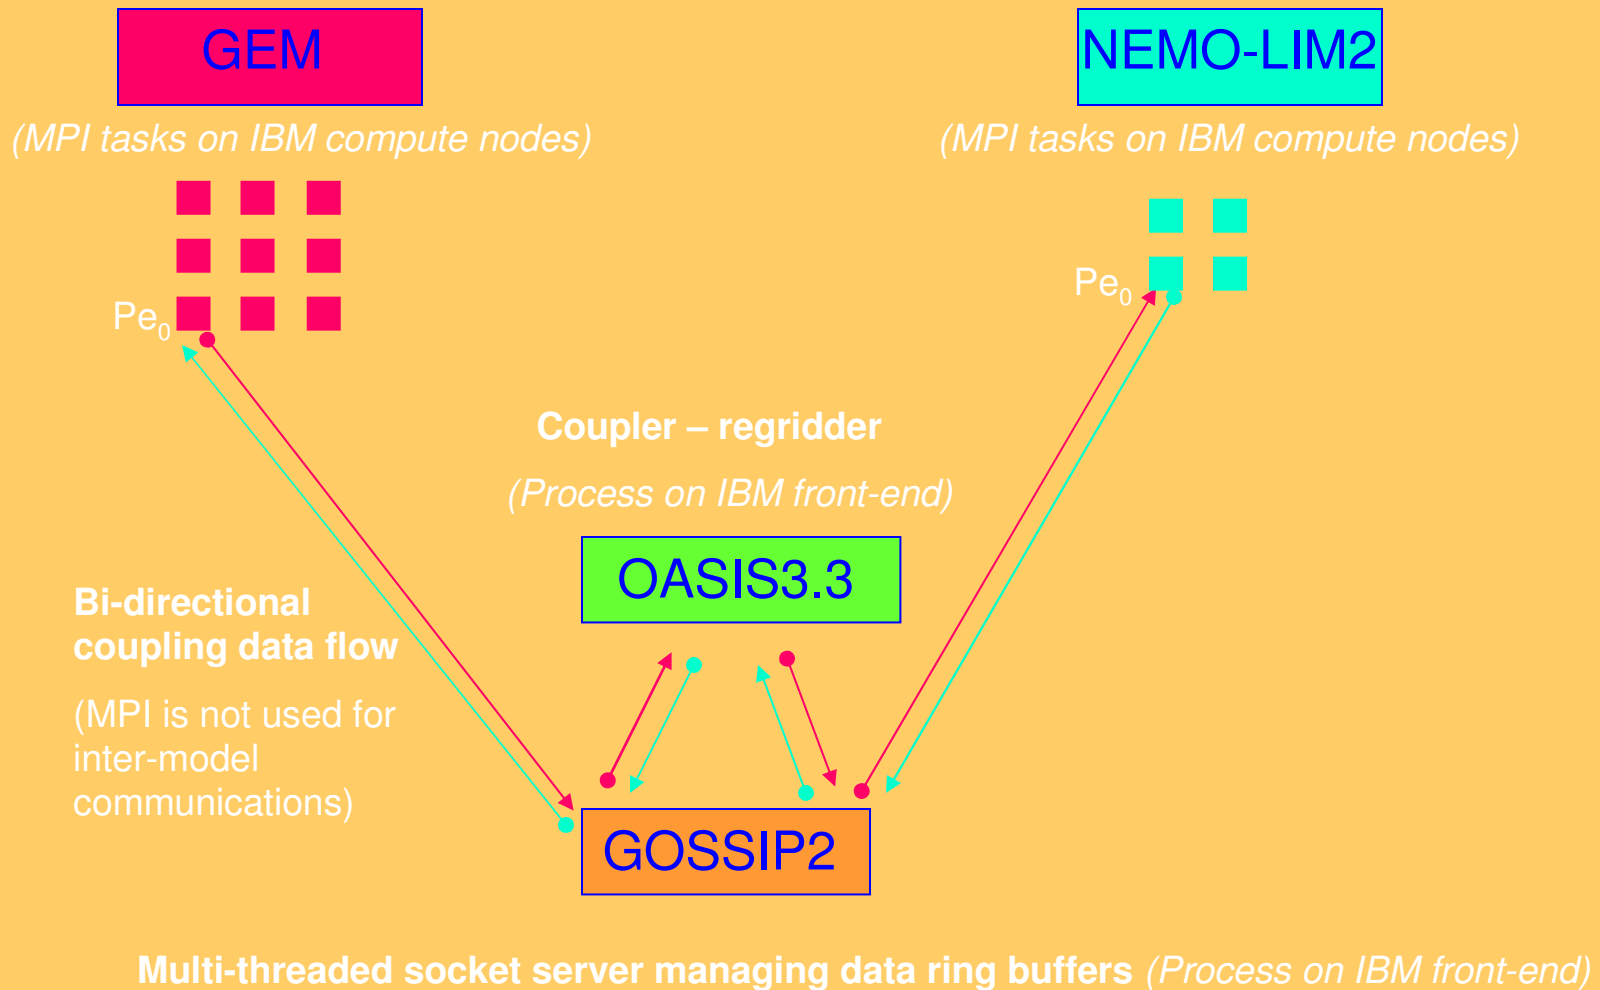 GEM
NEMO-LIM2
(MPI tasks on IBM compute nodes)
(MPI tasks on IBM compute nodes)
Pe0
Pe0
Coupler – regridder
(Process on IBM front-end)
OASIS3.3
Bi-directional
coupling data flow
(MPI is not used for
inter-model
communications)
GOSSIP2
Multi-threaded socket server managing data ring buffers (Process on IBM front-end)